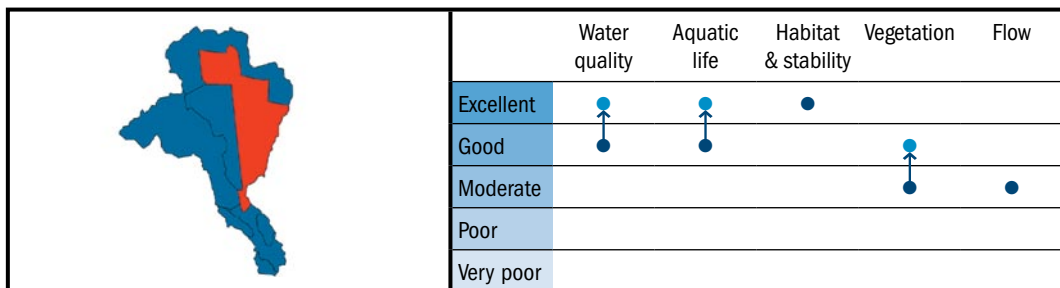 Water quality
Aquatic life
Habitat & stability
Vegetation
Flow
Excellent
Good
Moderate
Poor
Very poor